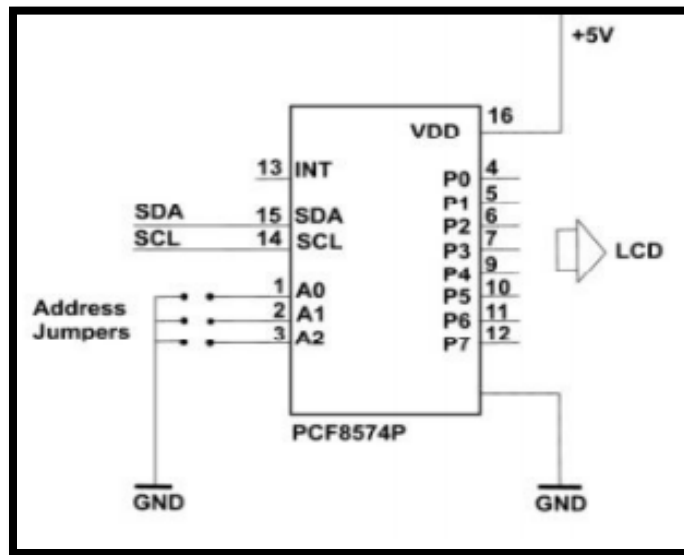 +5V
16
VDD
13 INT
P0 4
P1 5
SDA 15 SDA
P2 6
SCL 14 SCL
P3 7
LCD
P4 9
1 A0
P5 10
Address
Jumpers
2 A1
P6 11
3 A2
P7 12
PCF8574P
GND
GND